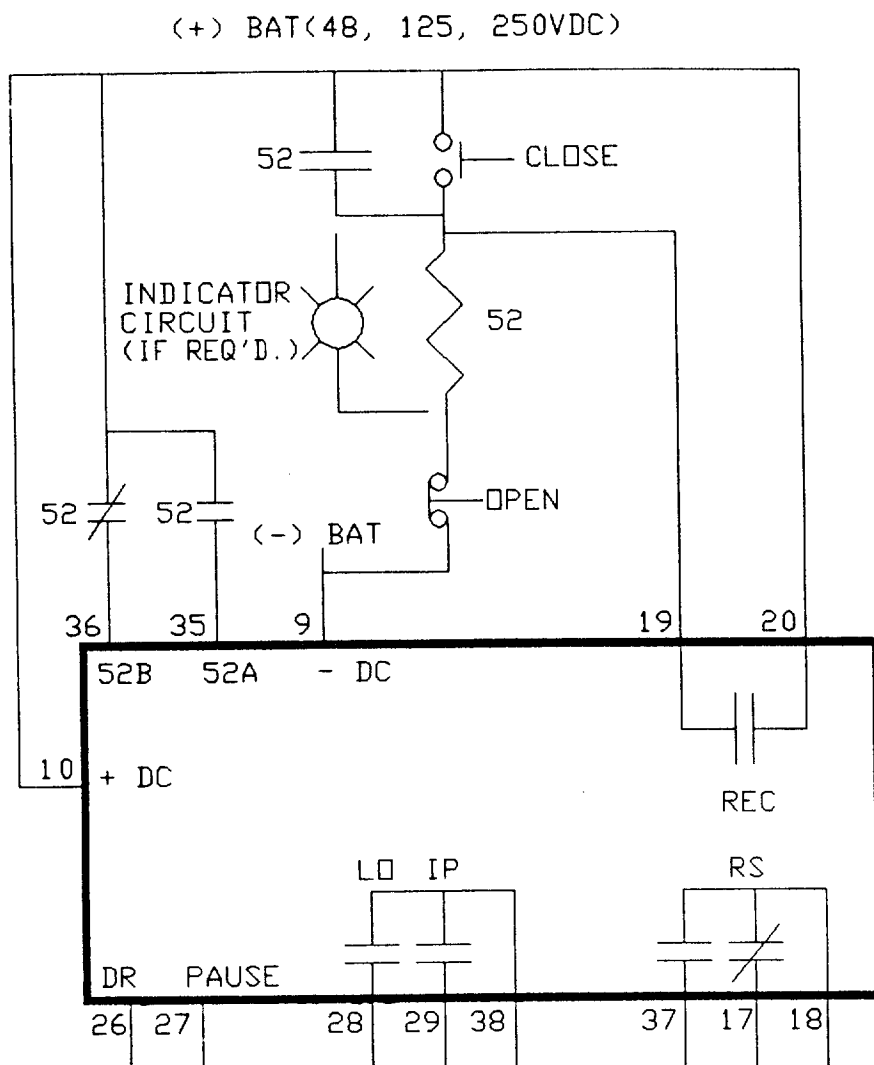 (+) BAT(48, 125, 250VDC)
52
CLOSE
INDICATOR
CIRCUIT
(IF REQ'D.)
52
52
52
OPEN
(-) BAT
36
35
9
19
20
52B
52A
- DC
10
+ DC
REC
LO
IP
RS
DR
PAUSE
26
27
28
29
38
37
17
18